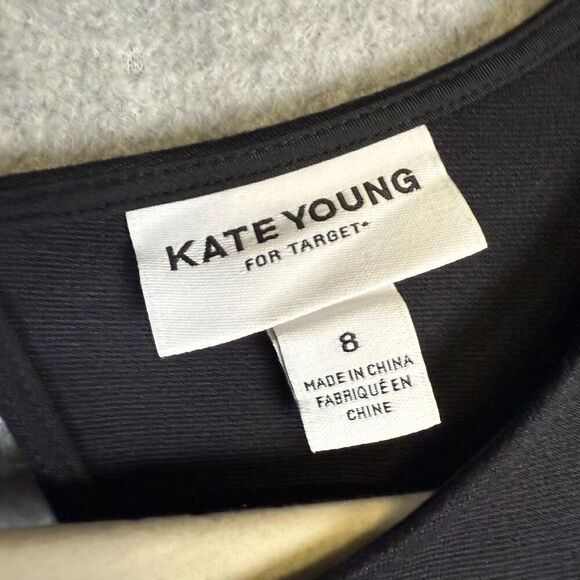 KATE YOUNG
FOR TARGET®
8
MADE IN CHINA
FABRIQUÉ EN
CHINE